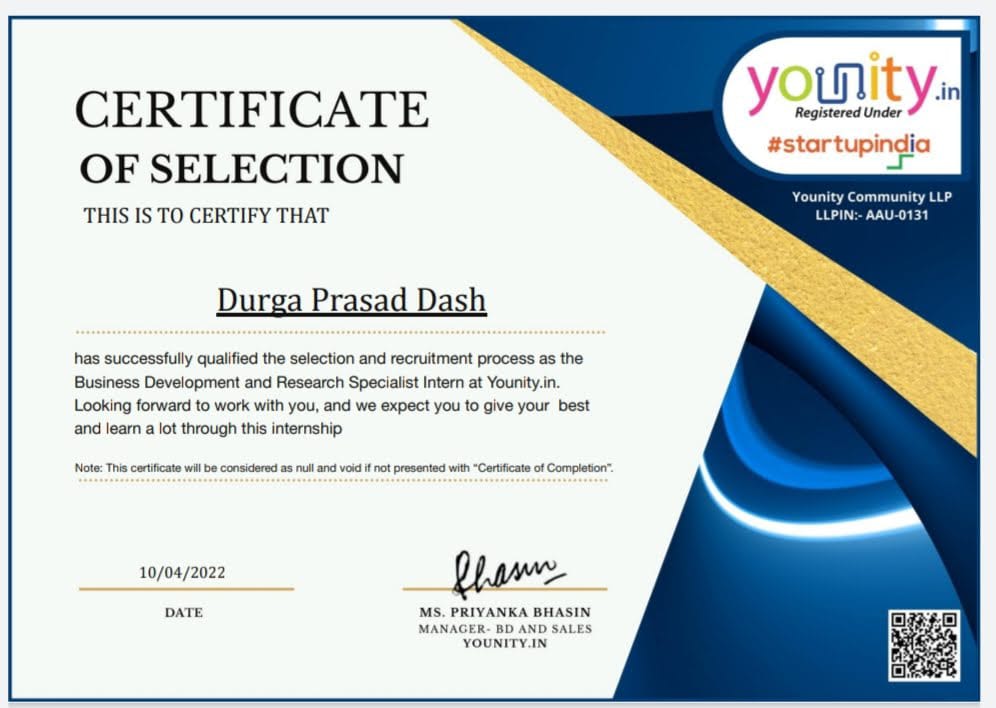 CERTIFICATE
OF SELECTION
THIS IS TO CERTIFY THAT
Durga Prasad Dash
has successfully qualified the selection and recruitment process as the
Business Development and Research Specialist Intern at Younity.in.
Looking forward to work with you, and we expect you to give your best
and learn a lot through this internship
Note: This certificate will be considered as null and void if not presented with “Certificate of Completion”.
10/04/2022
DATE
Bhasin
MS. PRIYANKA BHASIN
MANAGER- BD AND SALES
YOUNITY.IN
younity.in
Registered Under
#startupindia
Younity Community LLP
LLPIN:- AAU-0131